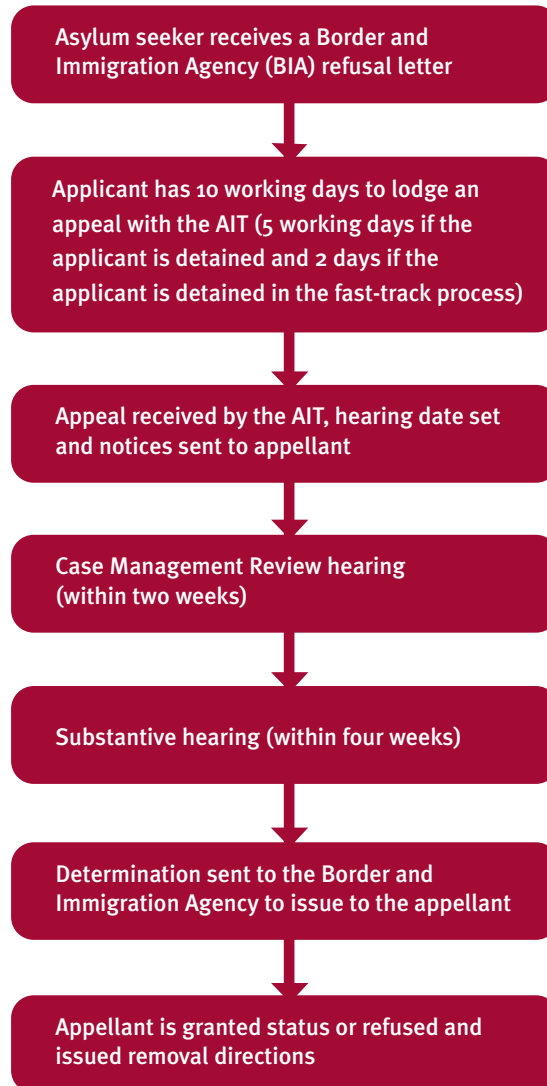 Asylum seeker receives a Border and
Immigration Agency (BIA) refusal letter
Applicant has 10 working days to lodge an
appeal with the AIT (5 working days if the
applicant is detained and 2 days if the
applicant is detained in the fast-track process)
Appeal received by the AIT, hearing date set
and notices sent to appellant
Case Management Review hearing
(within two weeks)
Substantive hearing (within four weeks)
Determination sent to the Border and
Immigration Agency to issue to the appellant
Appellant is granted status or refused and
issued removal directions